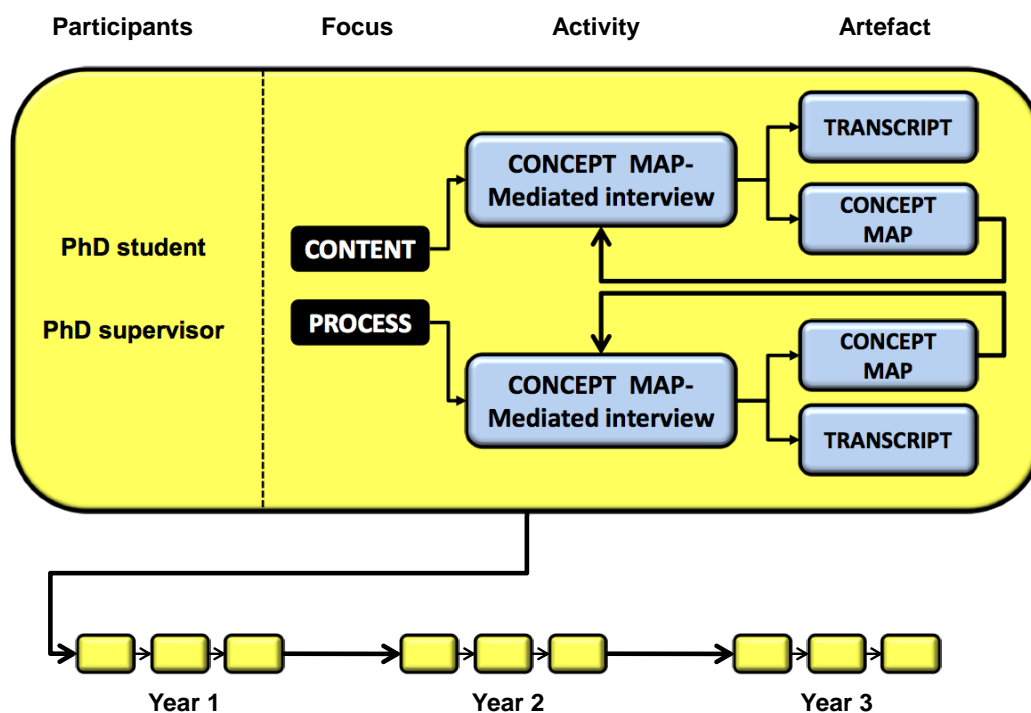 Participants Focus Activity Artefact
TRANSCRIPT
CONCEPT MAP-
Mediated interview
CONCEPT
MAP
PhD student
CONTENT
PhD supervisor
PROCESS
CONCEPT
MAP
CONCEPT MAP-
Mediated interview
TRANSCRIPT
Year 1 Year 2 Year 3